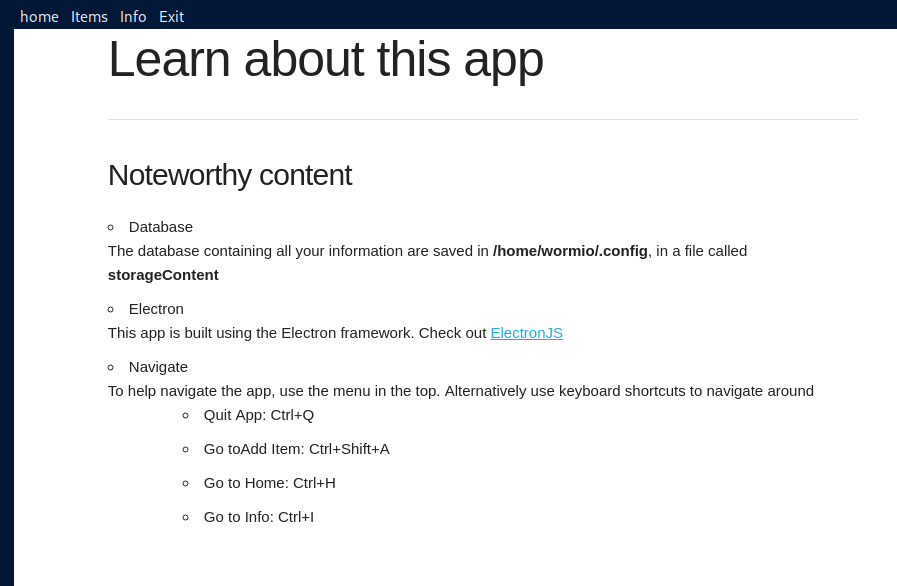 home Items Info Exit
Learn about this app
Noteworthy content
Database
The database containing all your information are saved in /home/wormio/.config, in a file called
storageContent
Electron
This app is built using the Electron framework. Check out ElectronJS
Navigate
To help navigate the app, use the menu in the top. Alternatively use keyboard shortcuts to navigate around
Quit App: Ctrl+Q
Go toAdd Item: Ctrl+Shift+A
Go to Home: Ctrl+H
Go to Info: Ctrl+I